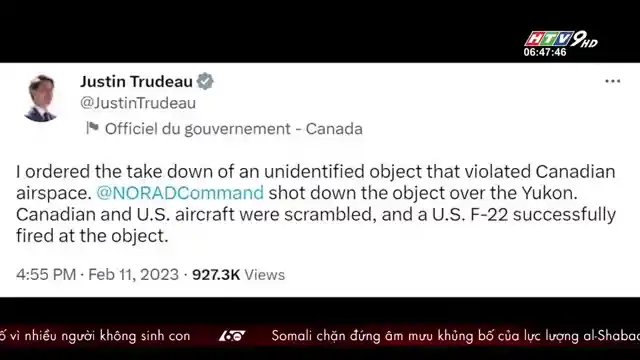 HTV9 HD
06:47:46
Justin Trudeau
@JustinTrudeau
Officiel du gouvernement - Canada
I ordered the take down of an unidentified object that violated Canadian
airspace. @NORADCommand shot down the object over the Yukon.
Canadian and U.S. aircraft were scrambled, and a U.S. F-22 successfully
fired at the object.
4:55 PM · Feb 11, 2023 · 927.3K Views
ố vì nhiều người không sinh con 60 Somali chặn đứng âm mưu khủng bố của lực lượng al-Shabaa